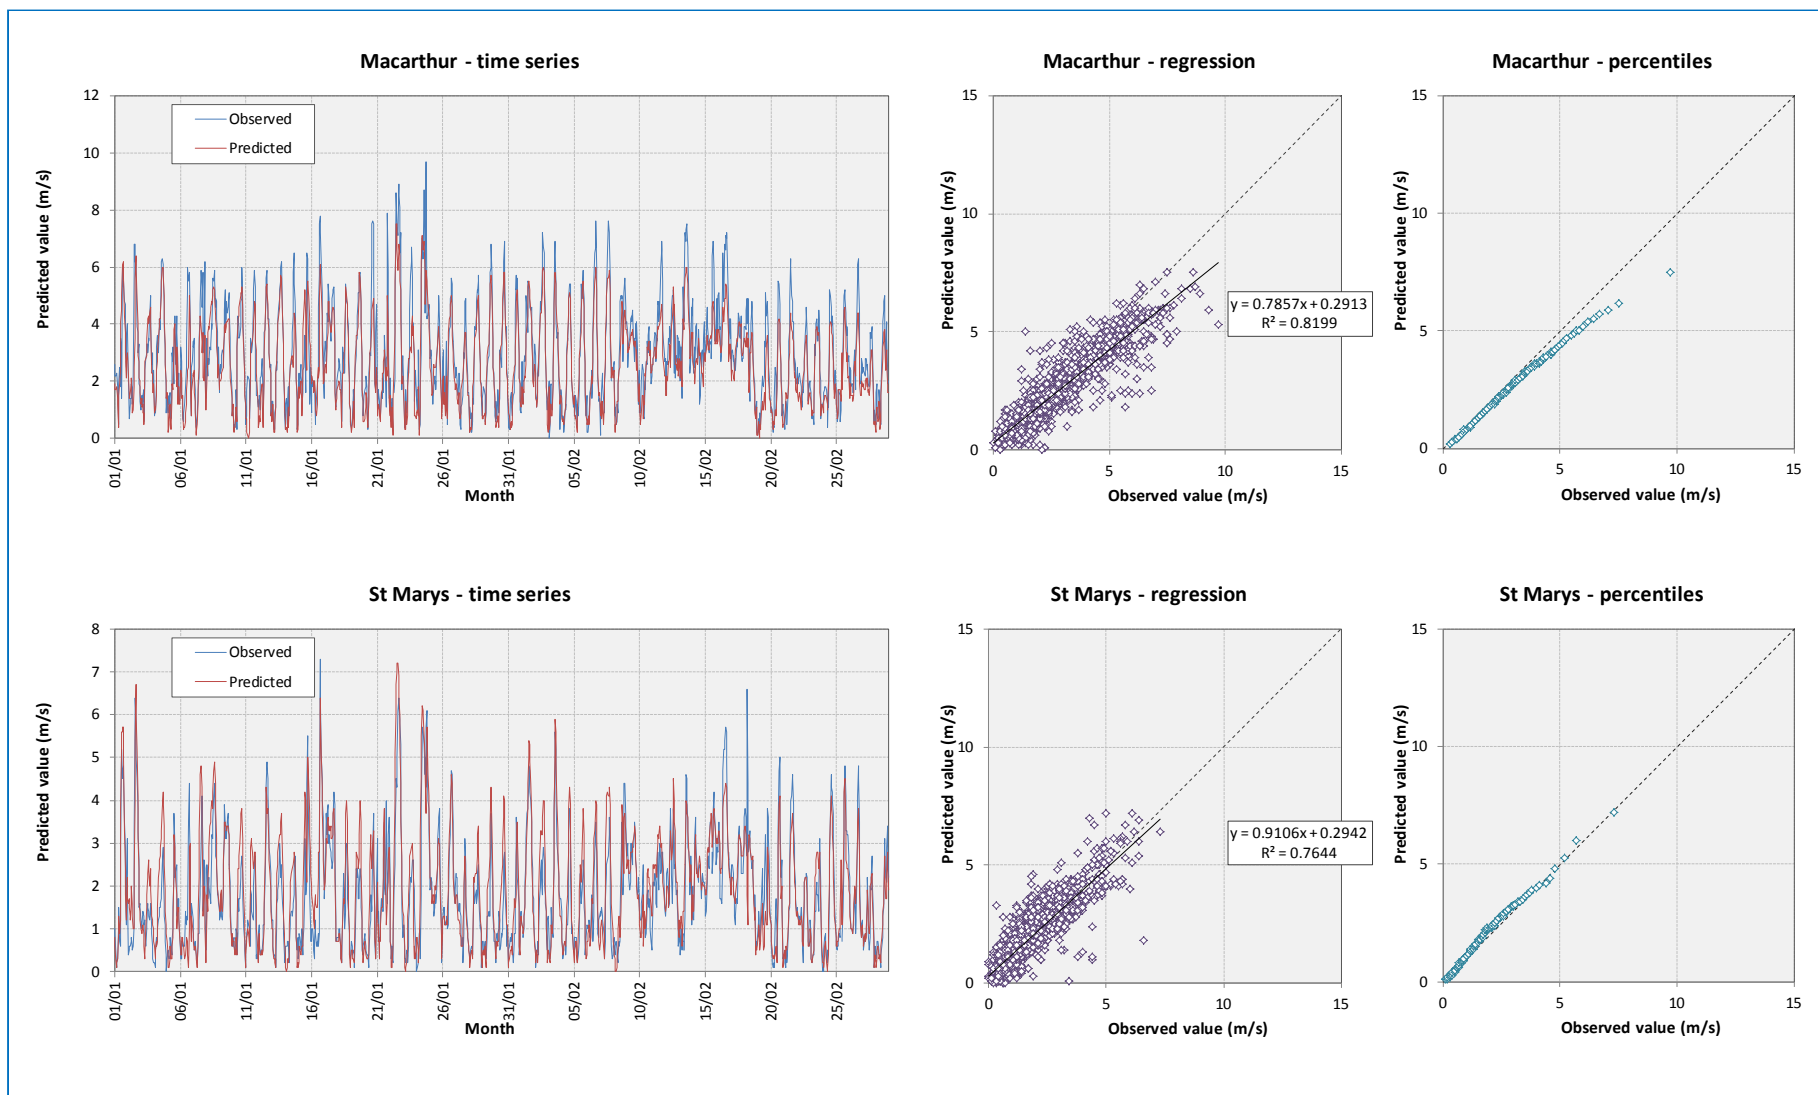 Macarthur - time series
Predicted value (m/s)
12
10
8
6
4
2
0
Observed
Predicted
01/01
06/01
11/01
16/01
21/01
26/01
31/01
05/02
10/02
15/02
20/02
25/02
Month
Macarthur - regression
Predicted value (m/s)
15
10
5
0
y = 0.7857x + 0.2913
R² = 0.8199
0
5
10
15
Observed value (m/s)
Macarthur - percentiles
Predicted value (m/s)
15
10
5
0
0
5
10
15
Observed value (m/s)
St Marys - time series
Predicted value (m/s)
8
7
6
5
4
3
2
1
0
Observed
Predicted
01/01
06/01
11/01
16/01
21/01
26/01
31/01
05/02
10/02
15/02
20/02
25/02
Month
St Marys - regression
Predicted value (m/s)
15
10
5
0
y = 0.9106x + 0.2942
R² = 0.7644
0
5
10
15
Observed value (m/s)
St Marys - percentiles
Predicted value (m/s)
15
10
5
0
0
5
10
15
Observed value (m/s)